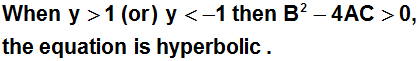 When y > 1 (or) y < −1 then B² − 4AC > 0,
the equation is hyperbolic .